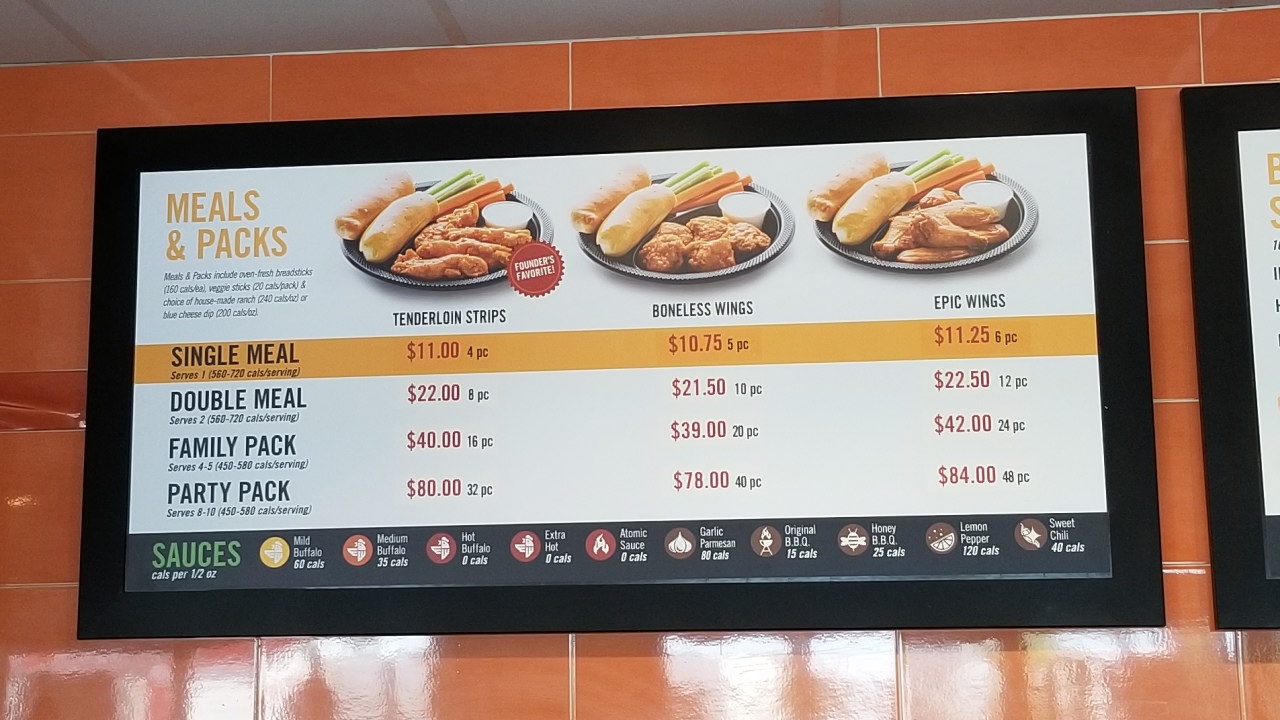 MEALS
& PACKS
Meals & Packs include oven-fresh breadsticks
(160 cals/ea), veggie sticks (20 cals/pack) &
choice of house-made ranch (240 cals/oz) or
blue cheese dip (200 cals/oz).
FOUNDER'S
FAVORITE!
TENDERLOIN STRIPS
BONELESS WINGS
EPIC WINGS
SINGLE MEAL $11.00 4 pc $10.75 5 pc $11.25 6 pc
Serves 1 (560-720 cals/serving)
DOUBLE MEAL $22.00 8 pc $21.50 10 pc $22.50 12 pc
Serves 2 (560-720 cals/serving)
FAMILY PACK $40.00 16 pc $39.00 20 pc $42.00 24 pc
Serves 4-5 (450-580 cals/serving)
PARTY PACK $80.00 32 pc $78.00 40 pc $84.00 48 pc
Serves 8-10 (450-580 cals/serving)
SAUCES
cals per 1/2 oz
Mild
Buffalo
60 cals
Medium
Buffalo
35 cals
Hot
Buffalo
0 cals
Extra
Hot
0 cals
Atomic
Sauce
0 cals
Garlic
Parmesan
80 cals
Original
B.B.Q.
15 cals
Honey
B.B.Q.
25 cals
Lemon
Pepper
120 cals
Sweet
Chili
40 cals